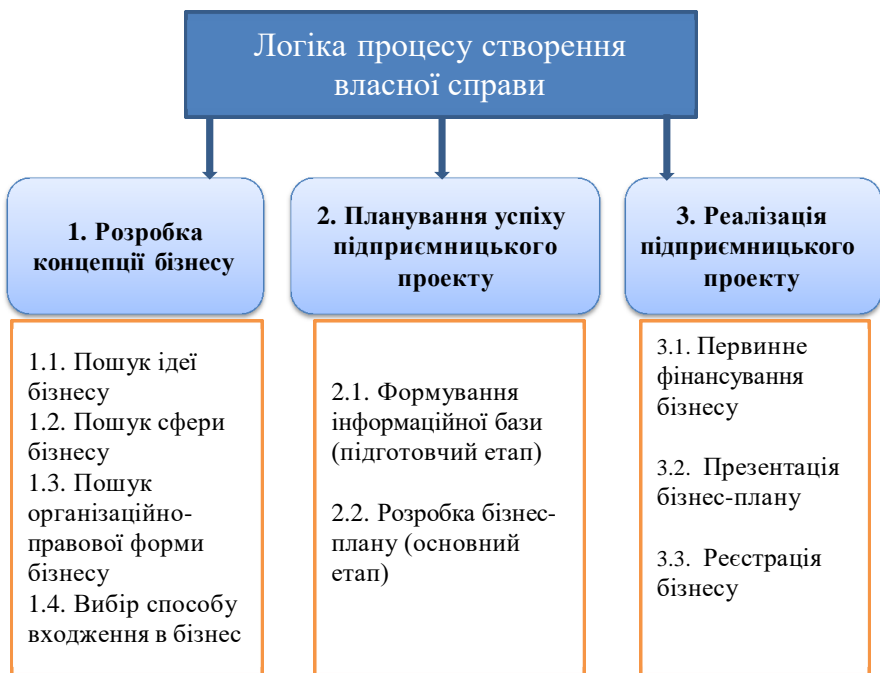 Логіка процесу створення
власної справи
1. Розробка
концепції бізнесу
2. Планування успіху
підприємницького
проекту
3. Реалізація
підприємницького
проекту
1.1. Пошук ідеї
бізнесу
1.2. Пошук сфери
бізнесу
1.3. Пошук
організаційно-
правової форми
бізнесу
1.4. Вибір способу
входження в бізнес
2.1. Формування
інформаційної бази
(підготовчий етап)
2.2. Розробка бізнес-
плану (основний
етап)
3.1. Первинне
фінансування
бізнесу
3.2. Презентація
бізнес-плану
3.3. Реєстрація
бізнесу